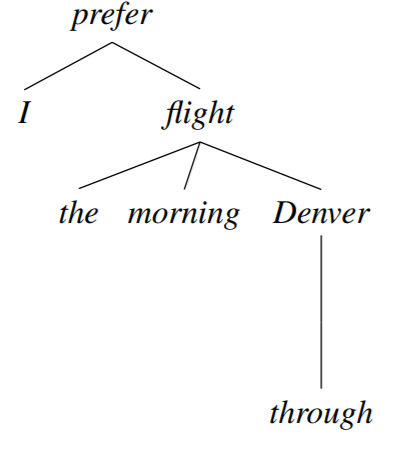 prefer
I flight
the morning Denver
through